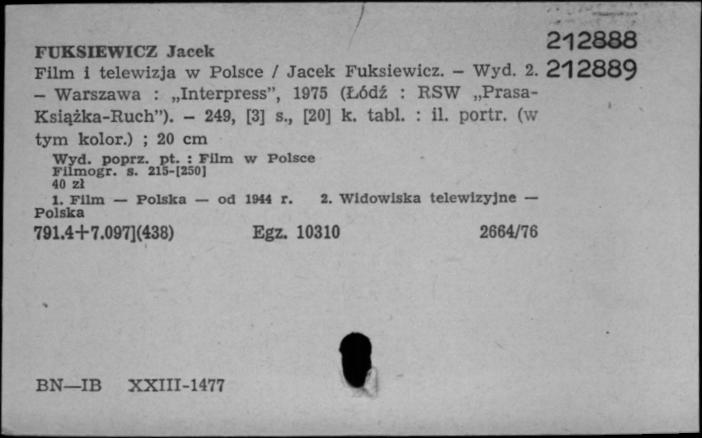 FUKSIEWICZ Jacek
212888
Film i telewizja w Polsce / Jacek Fuksiewicz. — Wyd. 2. 212889
— Warszawa : „Interpress”, 1975 (Łódź : RSW „Prasa-
Książka-Ruch”). — 249, [3] s., [20] k. tabl. : il. portr. (w
tym kolor.) ; 20 cm
Wyd. poprz. pt. : Film w Polsce
Filmogr. s. 215-[250]
40 zł
1. Film — Polska — od 1944 r. 2. Widowiska telewizyjne —
Polska
791.4+7.097](438) Egz. 10310 2664/76
BN—IB XXIII-1477